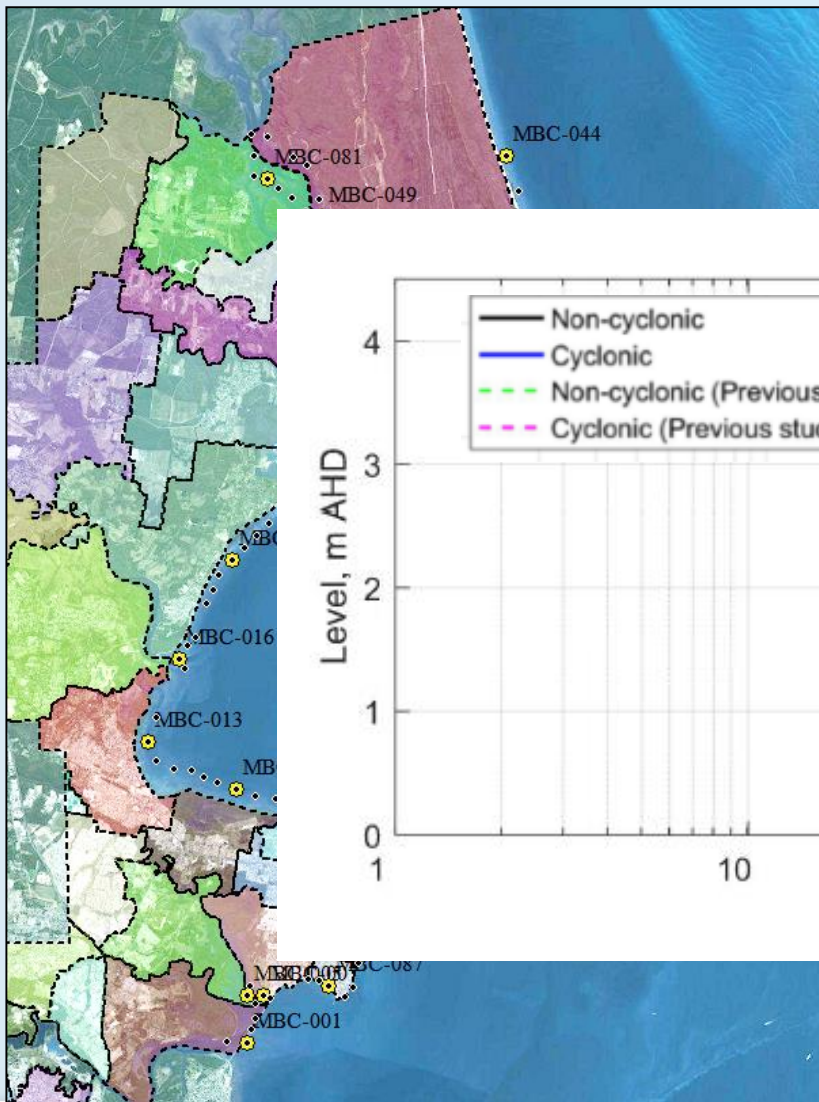 MBC-044
MBC-081
MBC-049
MBC-016
MBC-013
MBC-087
MBC-001
Non-cyclonic
Cyclonic
Non-cyclonic (Previous
Cyclonic (Previous stu
Level, m AHD
4
3
2
1
0
1
10